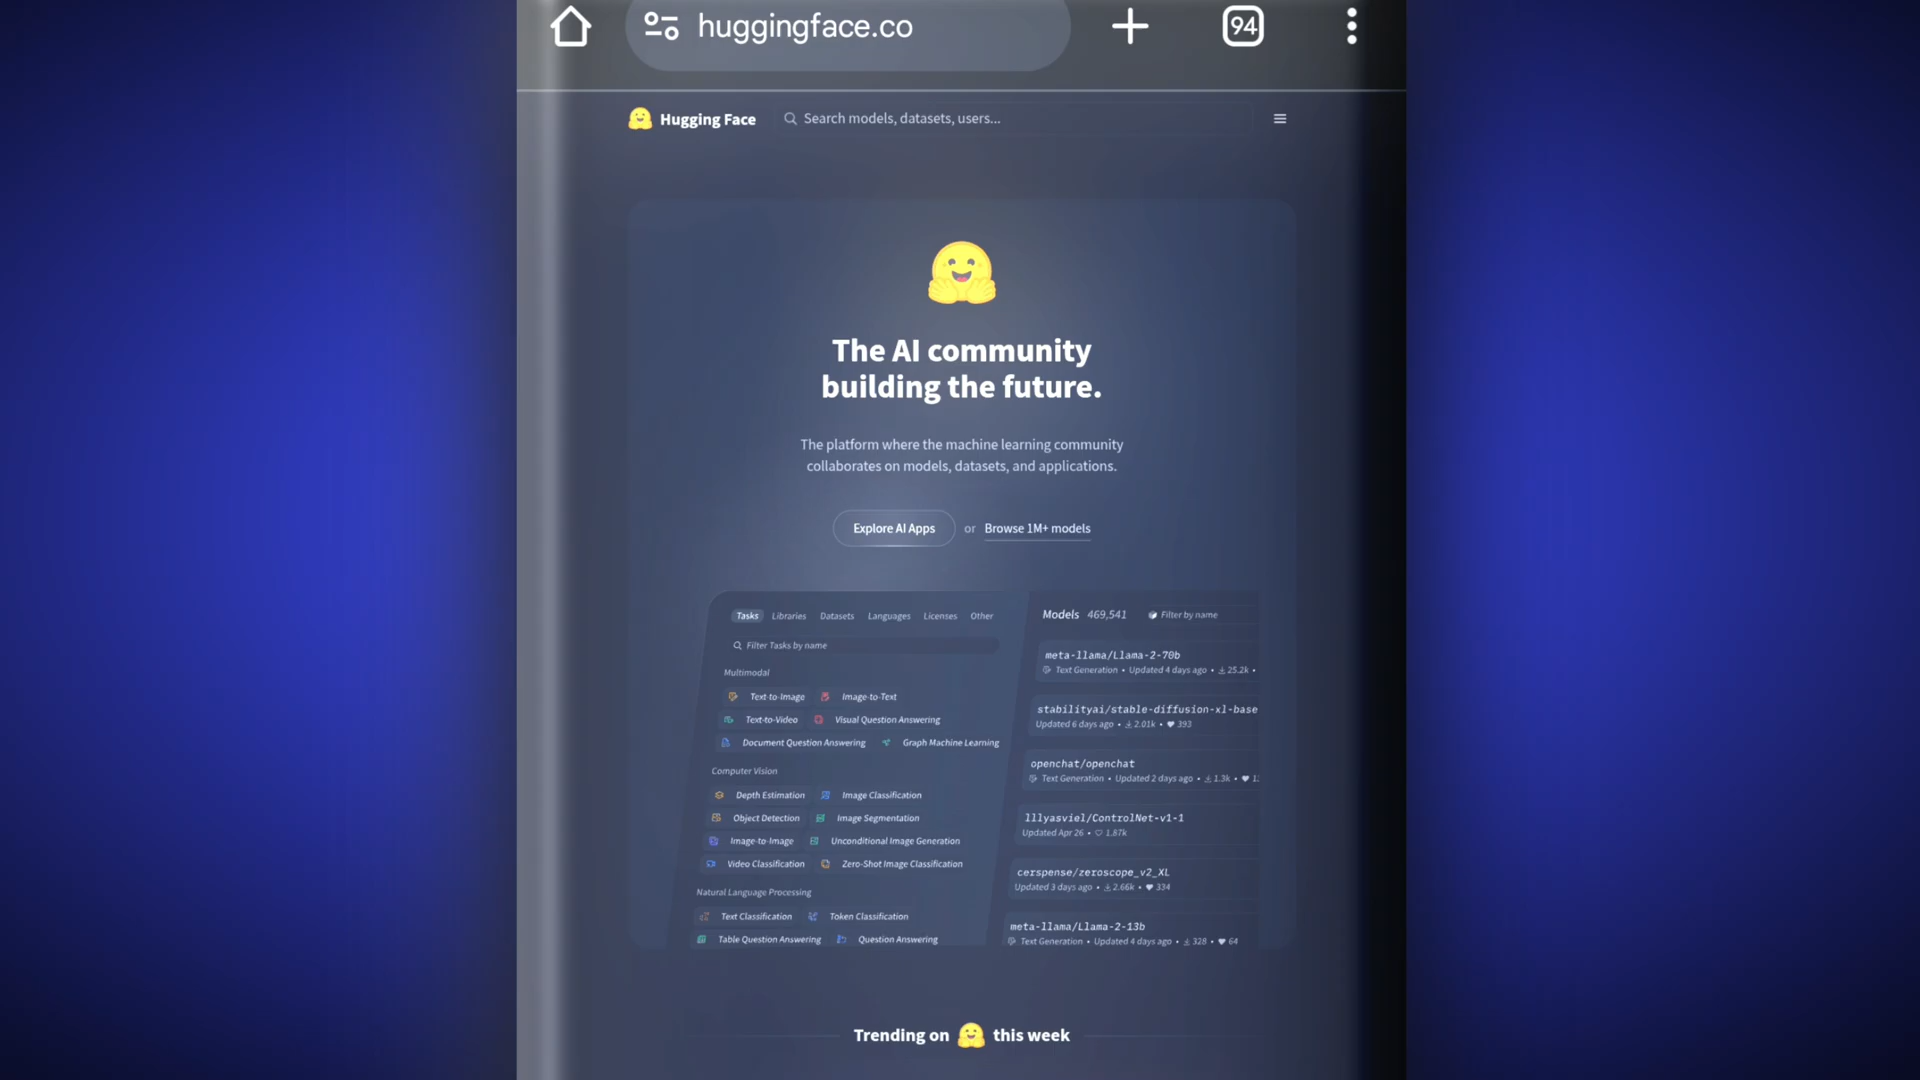 huggingface.co
94
Hugging Face
Search models, datasets, users...
The AI community
building the future.
The platform where the machine learning community
collaborates on models, datasets, and applications.
Explore AI Apps or Browse 1M+ models
Tasks Libraries Datasets Languages Licenses Other
Filter Tasks by name
Multimodal
Text-to-Image Image-to-Text
Text-to-Video Visual Question Answering
Document Question Answering Graph Machine Learning
Computer Vision
Depth Estimation Image Classification
Object Detection Image Segmentation
Image-to-Image Unconditional Image Generation
Video Classification Zero-Shot Image Classification
Natural Language Processing
Text Classification Token Classification
Table Question Answering Question Answering
Models 469,541 Filter by name
meta-llama/Llama-2-70b
Text Generation • Updated 4 days ago • 25.2k •
stabilityai/stable-diffusion-xl-base
Updated 6 days ago • 2.01k • 393
openchat/openchat
Text Generation • Updated 2 days ago • 1.3k •
lllyasviel/ControlNet-v1-1
Updated Apr 26 • 1.87k
cerspense/zeroscope_v2_XL
Updated 3 days ago • 2.66k • 334
meta-llama/Llama-2-13b
Text Generation • Updated 4 days ago • 328 • 64
Trending on this week